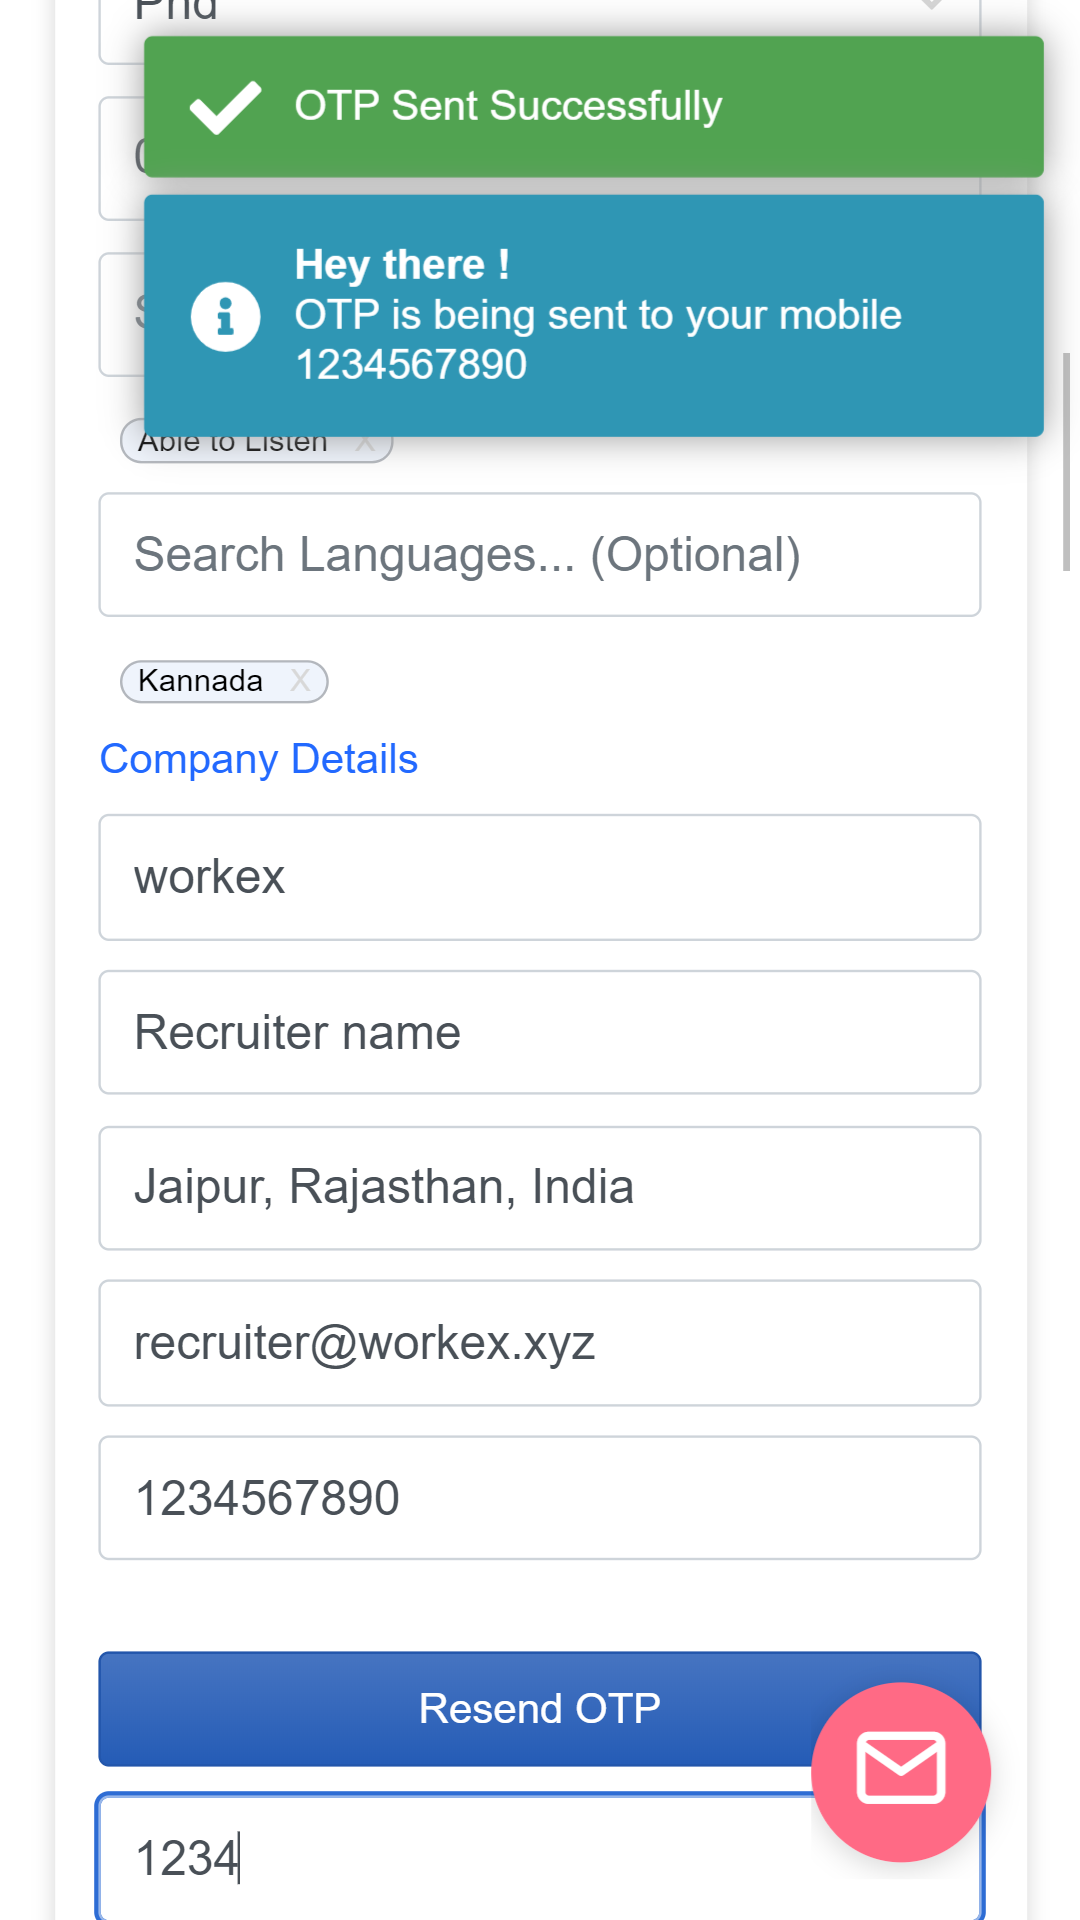 Phd
OTP Sent Successfully
Hey there !
OTP is being sent to your mobile
1234567890
Able to Listen X
Search Languages... (Optional)
Kannada X
Company Details
workex
Recruiter name
Jaipur, Rajasthan, India
recruiter@workex.xyz
1234567890
Resend OTP
1234